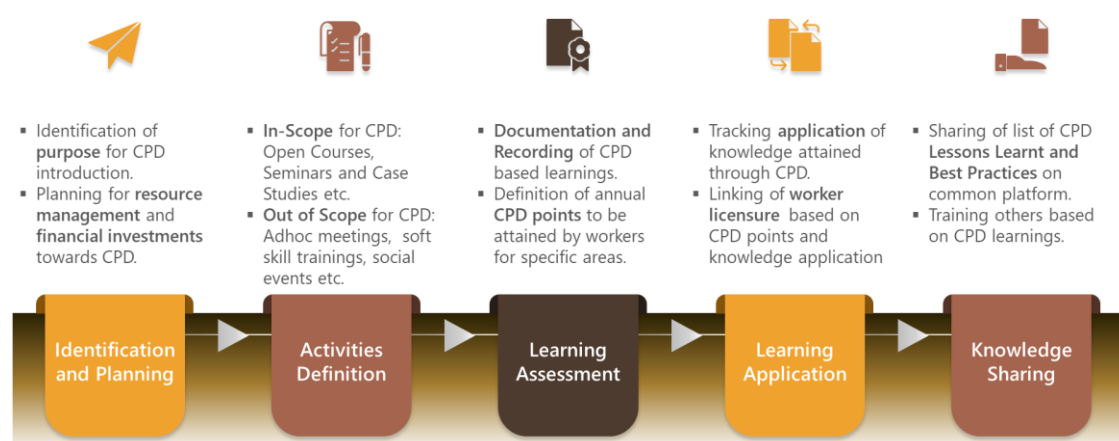 ▪ Identification of
purpose for CPD
introduction.
▪ Planning for resource
management and
financial investments
towards CPD.
▪ In-Scope for CPD:
Open Courses,
Seminars and Case
Studies etc.
▪ Out of Scope for CPD:
Adhoc meetings, soft
skill trainings, social
events etc.
▪ Documentation and
Recording of CPD
based learnings.
▪ Definition of annual
CPD points to be
attained by workers
for specific areas.
▪ Tracking application of
knowledge attained
through CPD.
▪ Linking of worker
licensure based on
CPD points and
knowledge application
▪ Sharing of list of CPD
Lessons Learnt and
Best Practices on
common platform.
▪ Training others based
on CPD learnings.
Identification
and Planning
Activities
Definition
Learning
Assessment
Learning
Application
Knowledge
Sharing